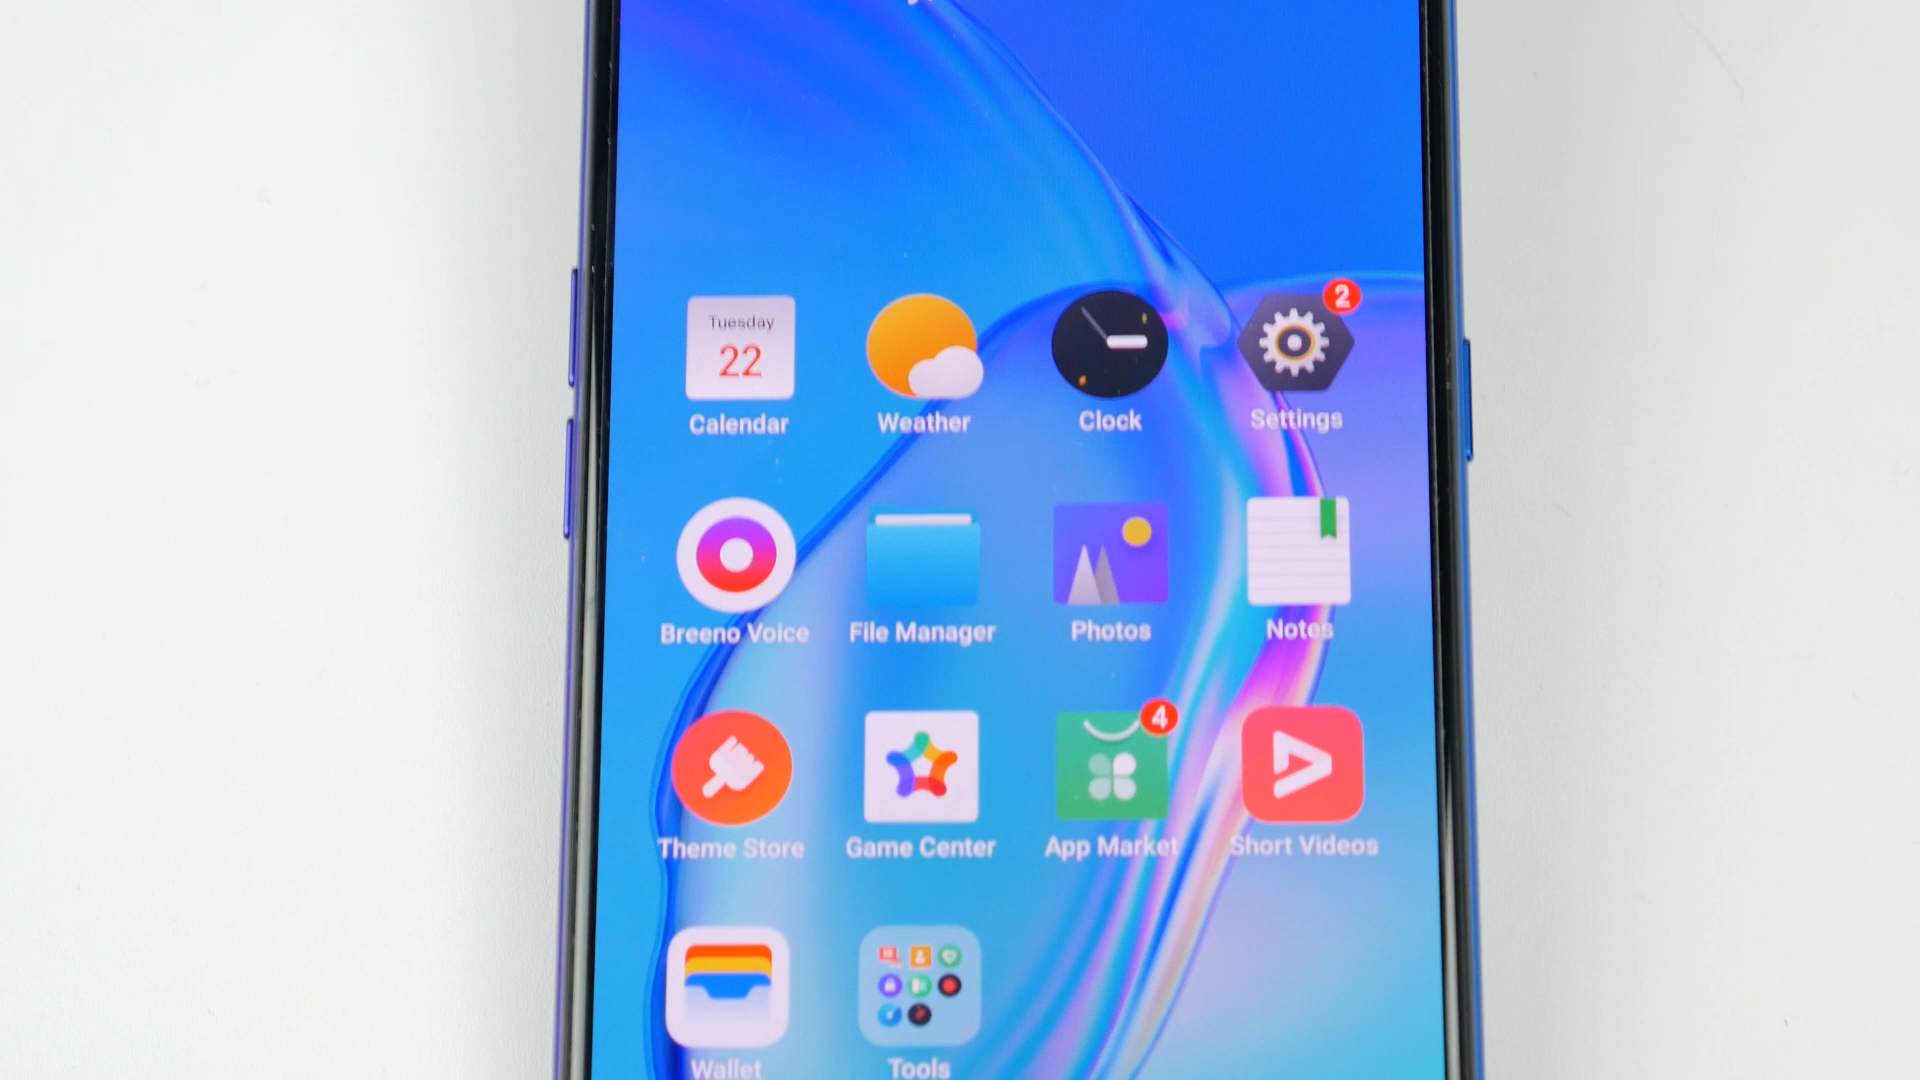 Tuesday
22
2
Calendar
Weather
Clock
Settings
Breeno Voice
File Manager
Photos
Notes
4
Theme Store
Game Center
App Market
Short Videos
Wallet
Tools